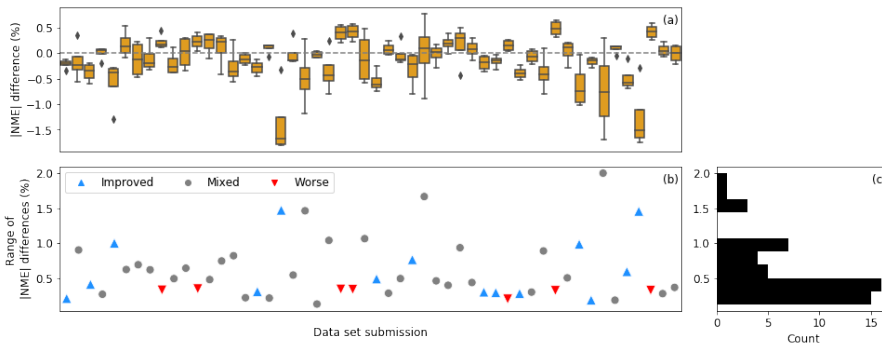 (a)
|NME| difference (%)
0.5
0.0
−0.5
−1.0
−1.5
(b)
Improved
Mixed
Worse
Range of
|NME| differences (%)
2.0
1.5
1.0
0.5
Data set submission
(c
2.0
1.5
1.0
0.5
0
5
10
15
Count